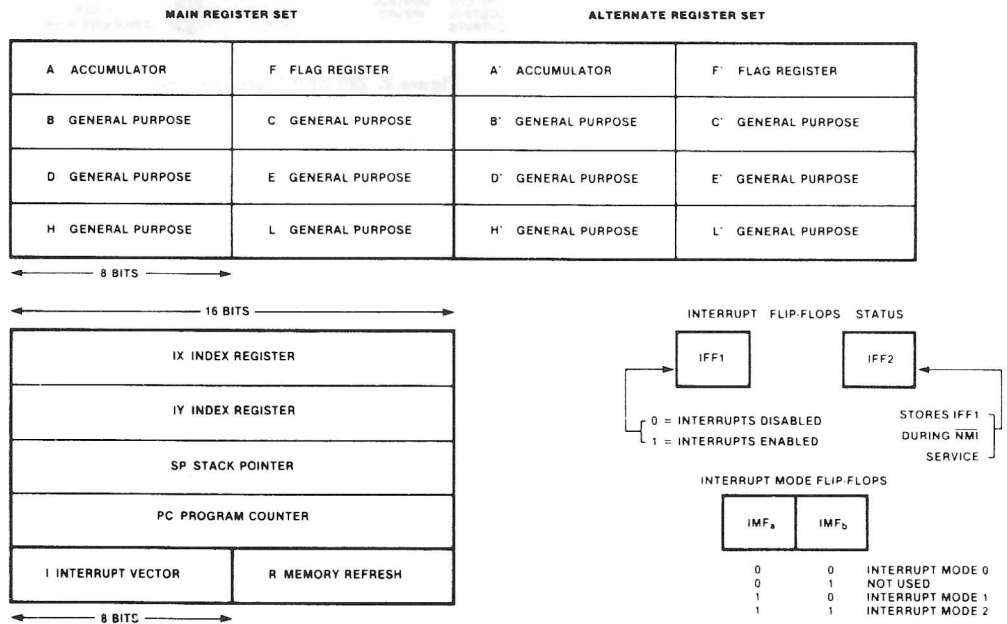 MAIN REGISTER SET
ALTERNATE REGISTER SET
A ACCUMULATOR
F FLAG REGISTER
A' ACCUMULATOR
F' FLAG REGISTER
B GENERAL PURPOSE
C GENERAL PURPOSE
B' GENERAL PURPOSE
C' GENERAL PURPOSE
D GENERAL PURPOSE
E GENERAL PURPOSE
D' GENERAL PURPOSE
E' GENERAL PURPOSE
H GENERAL PURPOSE
L GENERAL PURPOSE
H' GENERAL PURPOSE
L' GENERAL PURPOSE
8 BITS
16 BITS
IX INDEX REGISTER
IY INDEX REGISTER
SP STACK POINTER
PC PROGRAM COUNTER
I INTERRUPT VECTOR
R MEMORY REFRESH
8 BITS
INTERRUPT FLIP-FLOPS STATUS
IFF1
IFF2
0 = INTERRUPTS DISABLED
1 = INTERRUPTS ENABLED
STORES IFF1
DURING N̅M̅I̅
SERVICE
INTERRUPT MODE FLIP-FLOPS
IMFa
IMFb
0 0 INTERRUPT MODE 0
0 1 NOT USED
1 0 INTERRUPT MODE 1
1 1 INTERRUPT MODE 2